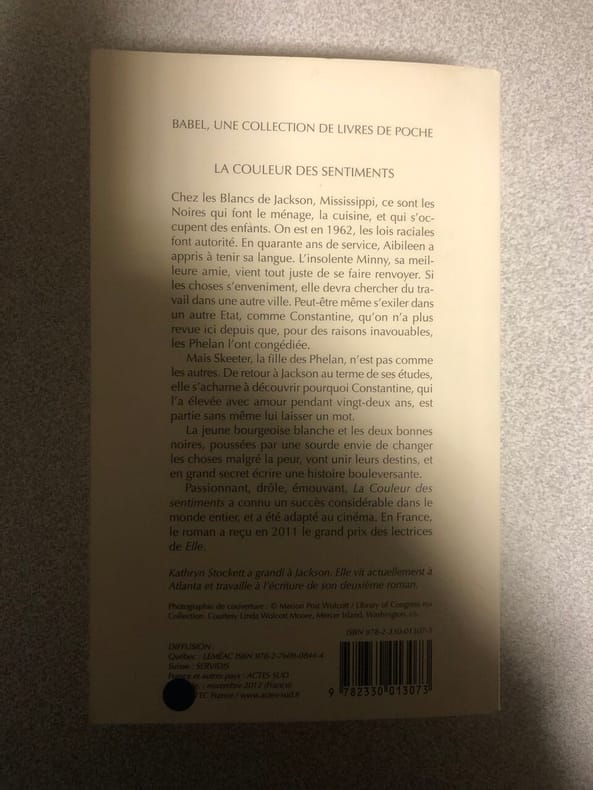 BABEL, UNE COLLECTION DE LIVRES DE POCHE
LA COULEUR DES SENTIMENTS
Chez les Blancs de Jackson, Mississippi, ce sont les
Noires qui font le ménage, la cuisine, et qui s'oc-
cupent des enfants. On est en 1962, les lois raciales
font autorité. En quarante ans de service, Aibileen a
appris à tenir sa langue. L'insolente Minny, sa meil-
leure amie, vient tout juste de se faire renvoyer. Si
les choses s'enveniment, elle devra chercher du tra-
vail dans une autre ville. Peut-être même s'exiler dans
un autre Etat, comme Constantine, qu'on n'a plus
revue ici depuis que, pour des raisons inavouables,
les Phelan l'ont congédiée.
Mais Skeeter, la fille des Phelan, n'est pas comme
les autres. De retour à Jackson au terme de ses études,
elle s'acharne à découvrir pourquoi Constantine, qui
l'a élevée avec amour pendant vingt-deux ans, est
partie sans même lui laisser un mot.
La jeune bourgeoise blanche et les deux bonnes
noires, poussées par une sourde envie de changer
les choses malgré la peur, vont unir leurs destins, et
en grand secret écrire une histoire bouleversante.
Passionnant, drôle, émouvant, La Couleur des
sentiments a connu un succès considérable dans le
monde entier, et a été adapté au cinéma. En France,
le roman a reçu en 2011 le grand prix des lectrices
de Elle.
Kathryn Stockett a grandi à Jackson. Elle vit actuellement à
Atlanta et travaille à l'écriture de son deuxième roman.
Photographie de couverture : © Marion Post Wolcott / Library of Congress
Collection. Courtesy Linda Wolcott-Moore, Mercer Island, Washington,
ISBN 978-2-330-01307-3
DIFFUSION :
Québec : LEMÉAC ISBN 978-2-7609-0844-4
Suisse : SERVIDIS
France et autres pays : ACTES SUD
novembre 2012 (France)
TTC France / www.actes-sud.fr
9 782330 013073